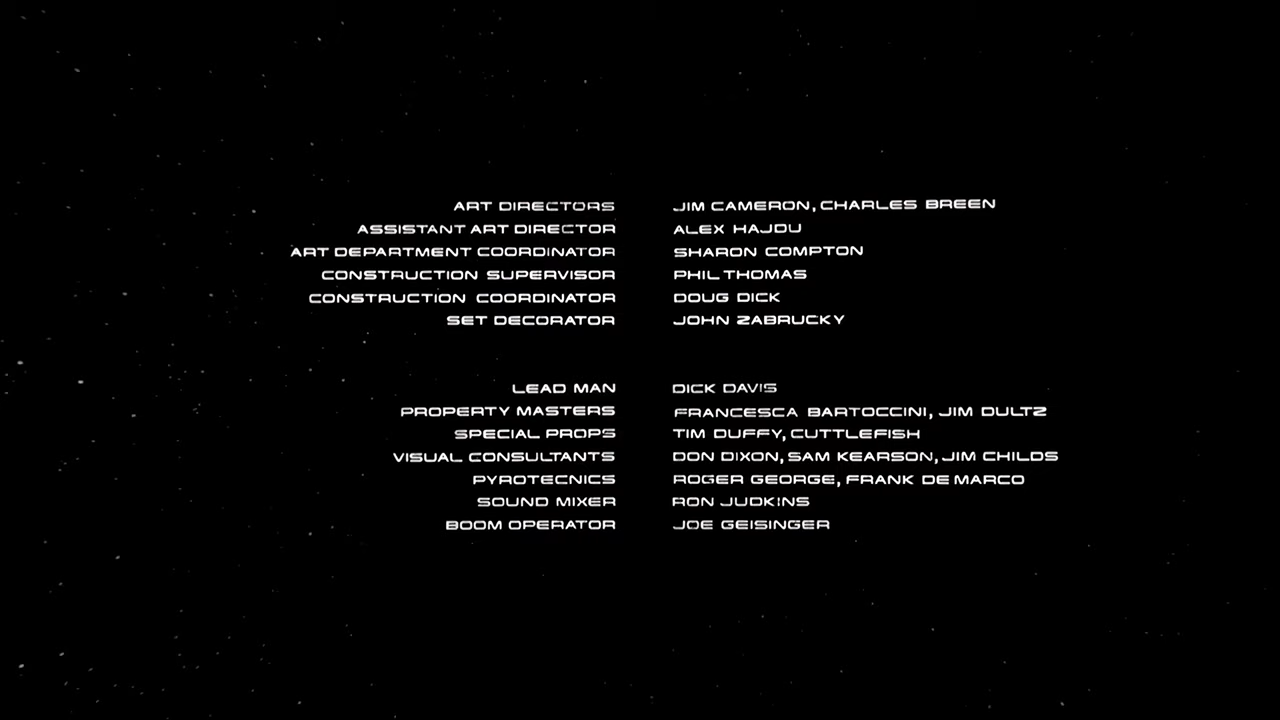 ART DIRECTORS JIM CAMERON, CHARLES BREEN
ASSISTANT ART DIRECTOR ALEX HAJDU
ART DEPARTMENT COORDINATOR SHARON COMPTON
CONSTRUCTION SUPERVISOR PHIL THOMAS
CONSTRUCTION COORDINATOR DOUG DICK
SET DECORATOR JOHN ZABRUCKY
LEAD MAN DICK DAVIS
PROPERTY MASTERS FRANCESCA BARTOCCINI, JIM DULTZ
SPECIAL PROPS TIM DUFFY, CUTTLEFISH
VISUAL CONSULTANTS DON DIXON, SAM KEARSON, JIM CHILDS
PYROTECNICS ROGER GEORGE, FRANK DE MARCO
SOUND MIXER RON JUDKINS
BOOM OPERATOR JOE GEISINGER